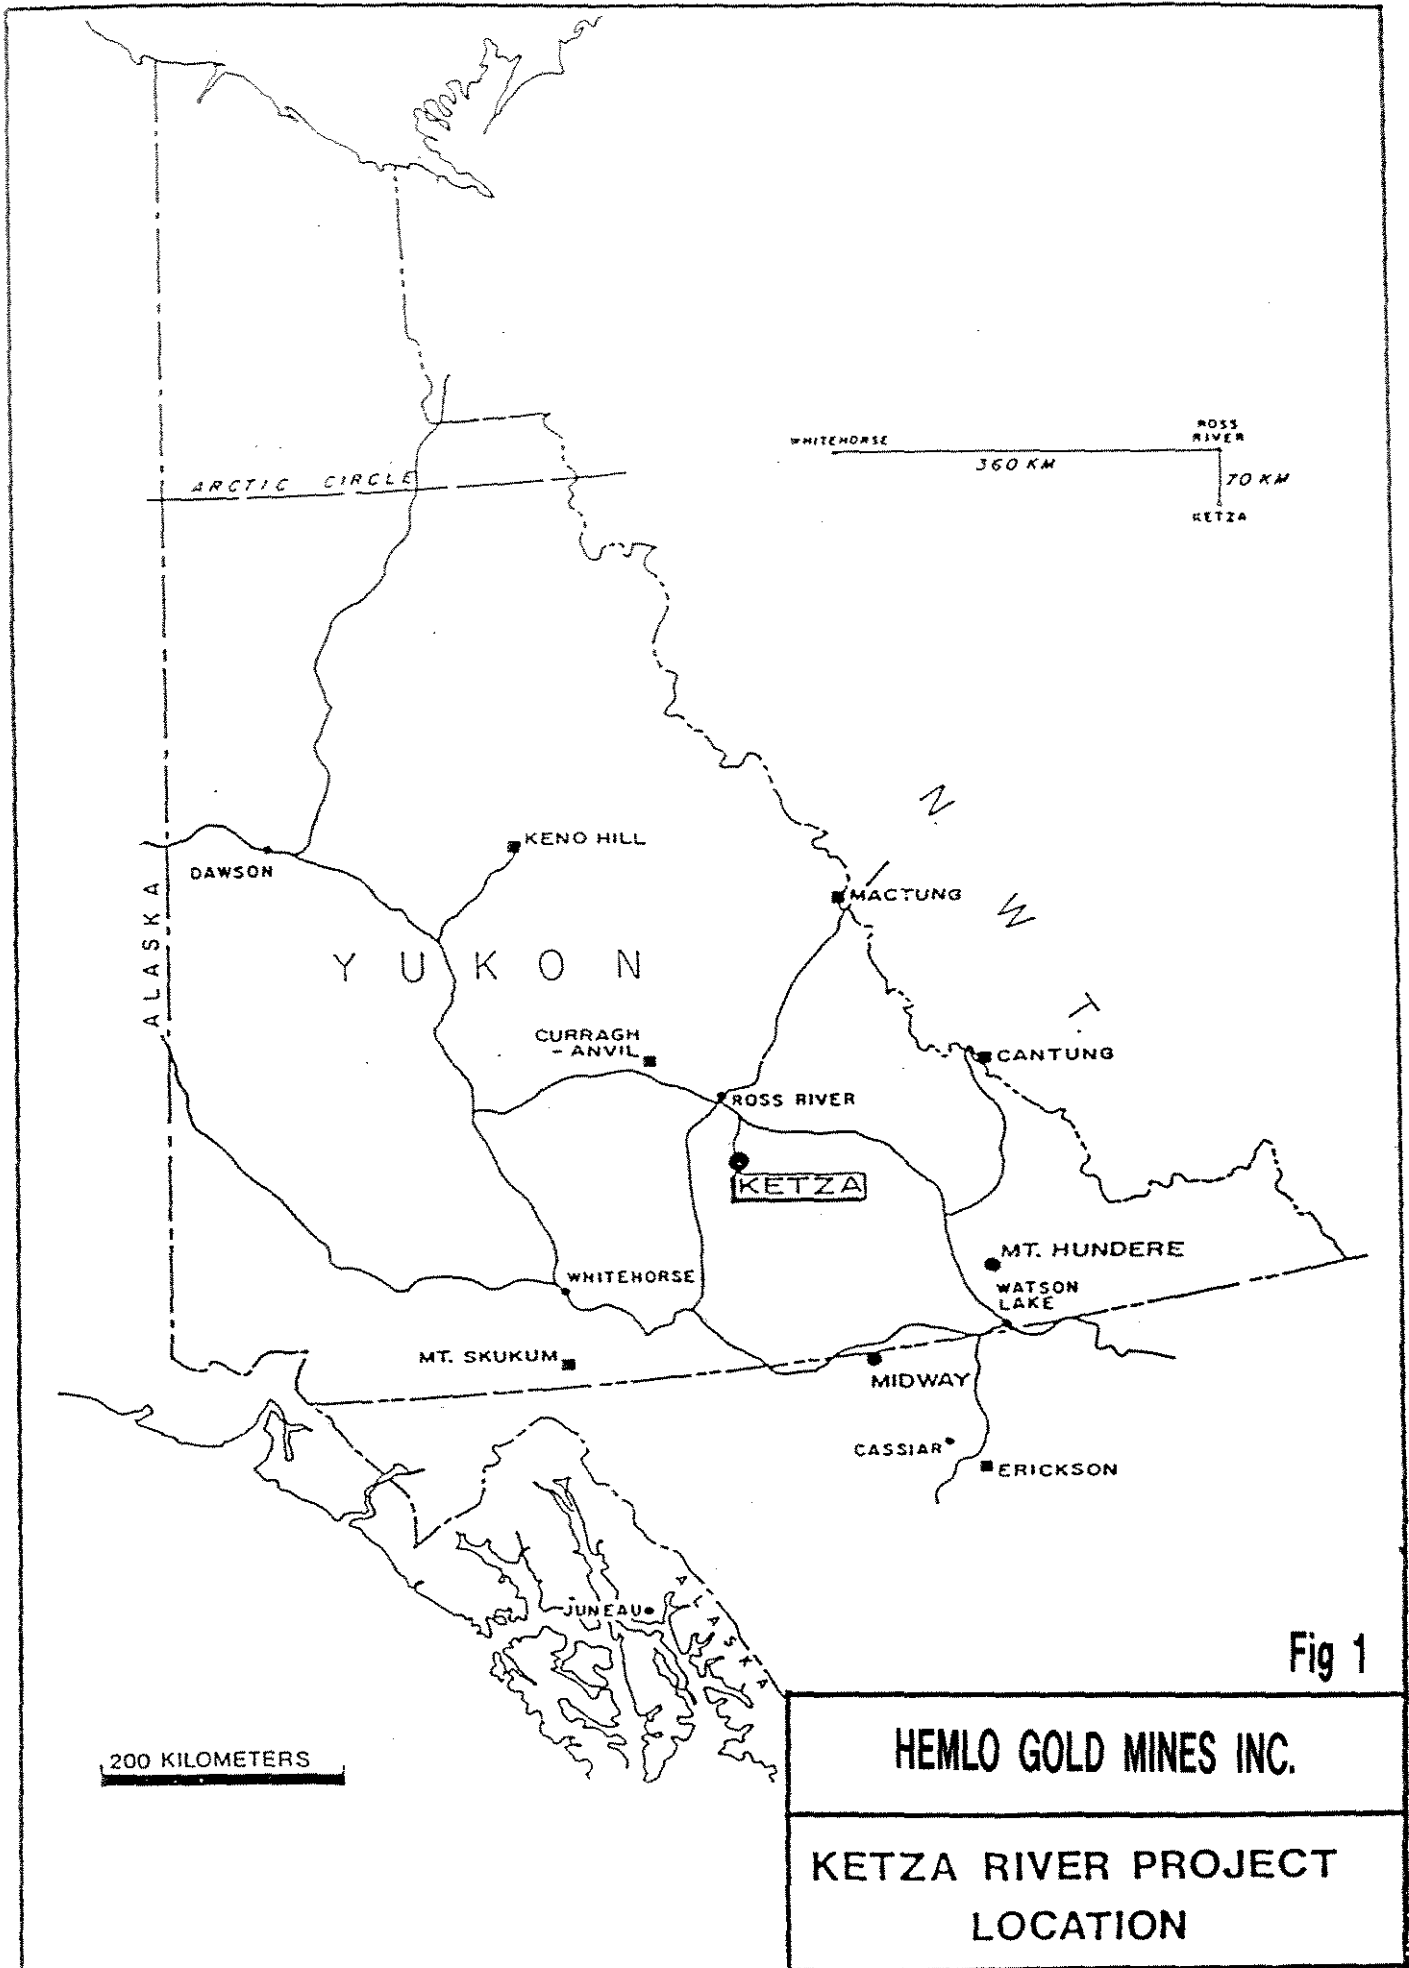 WHITEHORSE
ROSS
RIVER
360 KM
70 KM
KETZA
ARCTIC CIRCLE
KENO HILL
DAWSON
ALASKA
MACTUNG
N. W. T.
YUKON
CURRAGH
- ANVIL
CANTUNG
ROSS RIVER
KETZA
MT. HUNDERE
WHITEHORSE
WATSON
LAKE
MT. SKUKUM
MIDWAY
CASSIAR
ERICKSON
JUNEAU
ALASKA
Fig 1
200 KILOMETERS
HEMLO GOLD MINES INC.
KETZA RIVER PROJECT
LOCATION